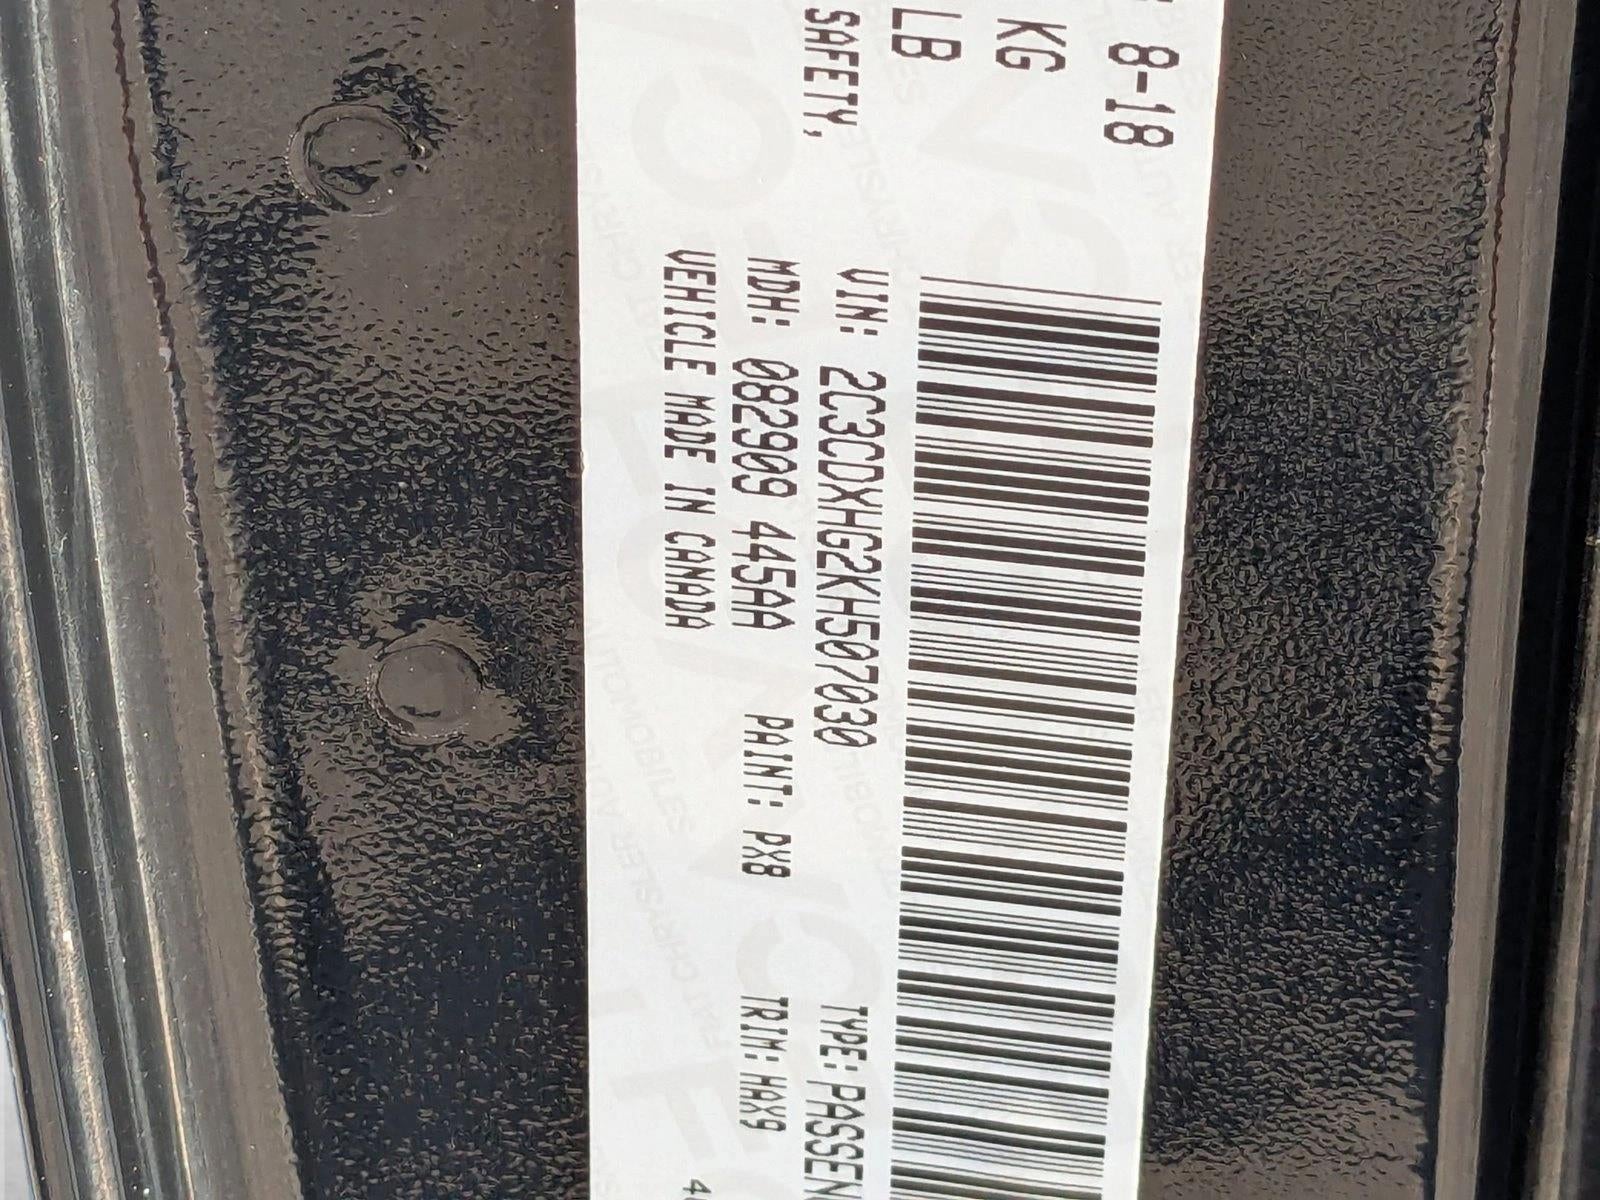 8-18
KG
LB
SAFETY,
VIN: 2C3CDXHG2KH507030
TYPE: PASSEN
MDH: 082909 445AA
PAINT: PX8
TRIM: HAX9
VEHICLE MADE IN CANADA